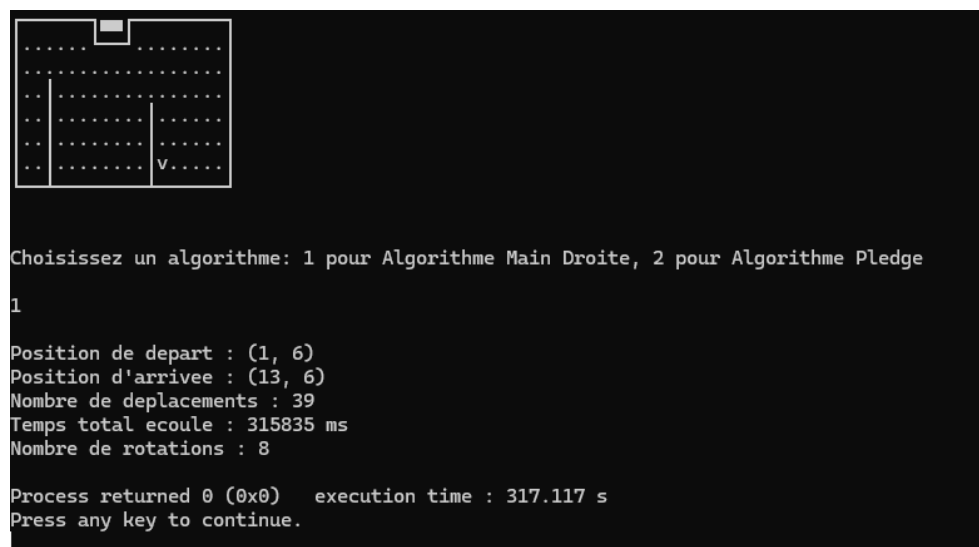 ...... ........
..................
.. ...............
.. ........ ......
.. ........ ......
.. ........ v.....
Choisissez un algorithme: 1 pour Algorithme Main Droite, 2 pour Algorithme Pledge
1
Position de depart : (1, 6)
Position d'arrivee : (13, 6)
Nombre de deplacements : 39
Temps total ecoule : 315835 ms
Nombre de rotations : 8
Process returned 0 (0x0)   execution time : 317.117 s
Press any key to continue.